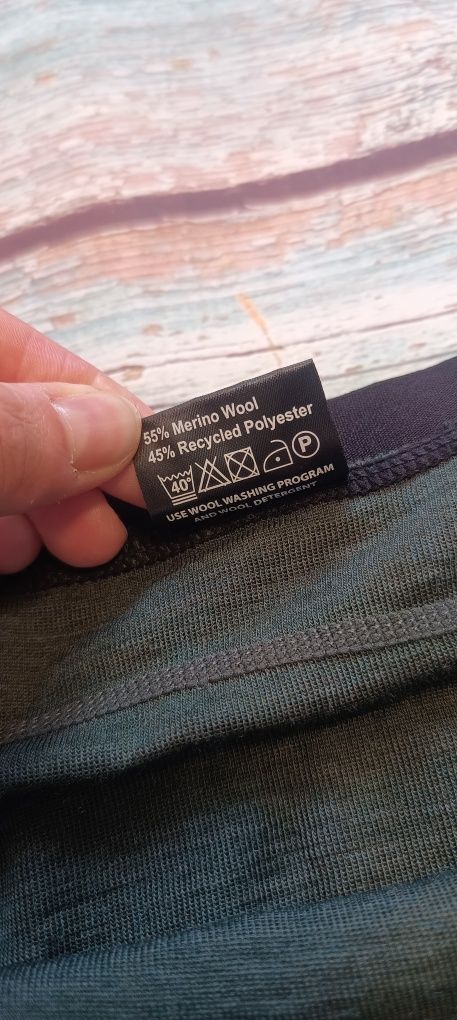 55% Merino Wool
45% Recycled Polyester
40° P
USE WOOL WASHING PROGRAM
AND WOOL DETERGENT